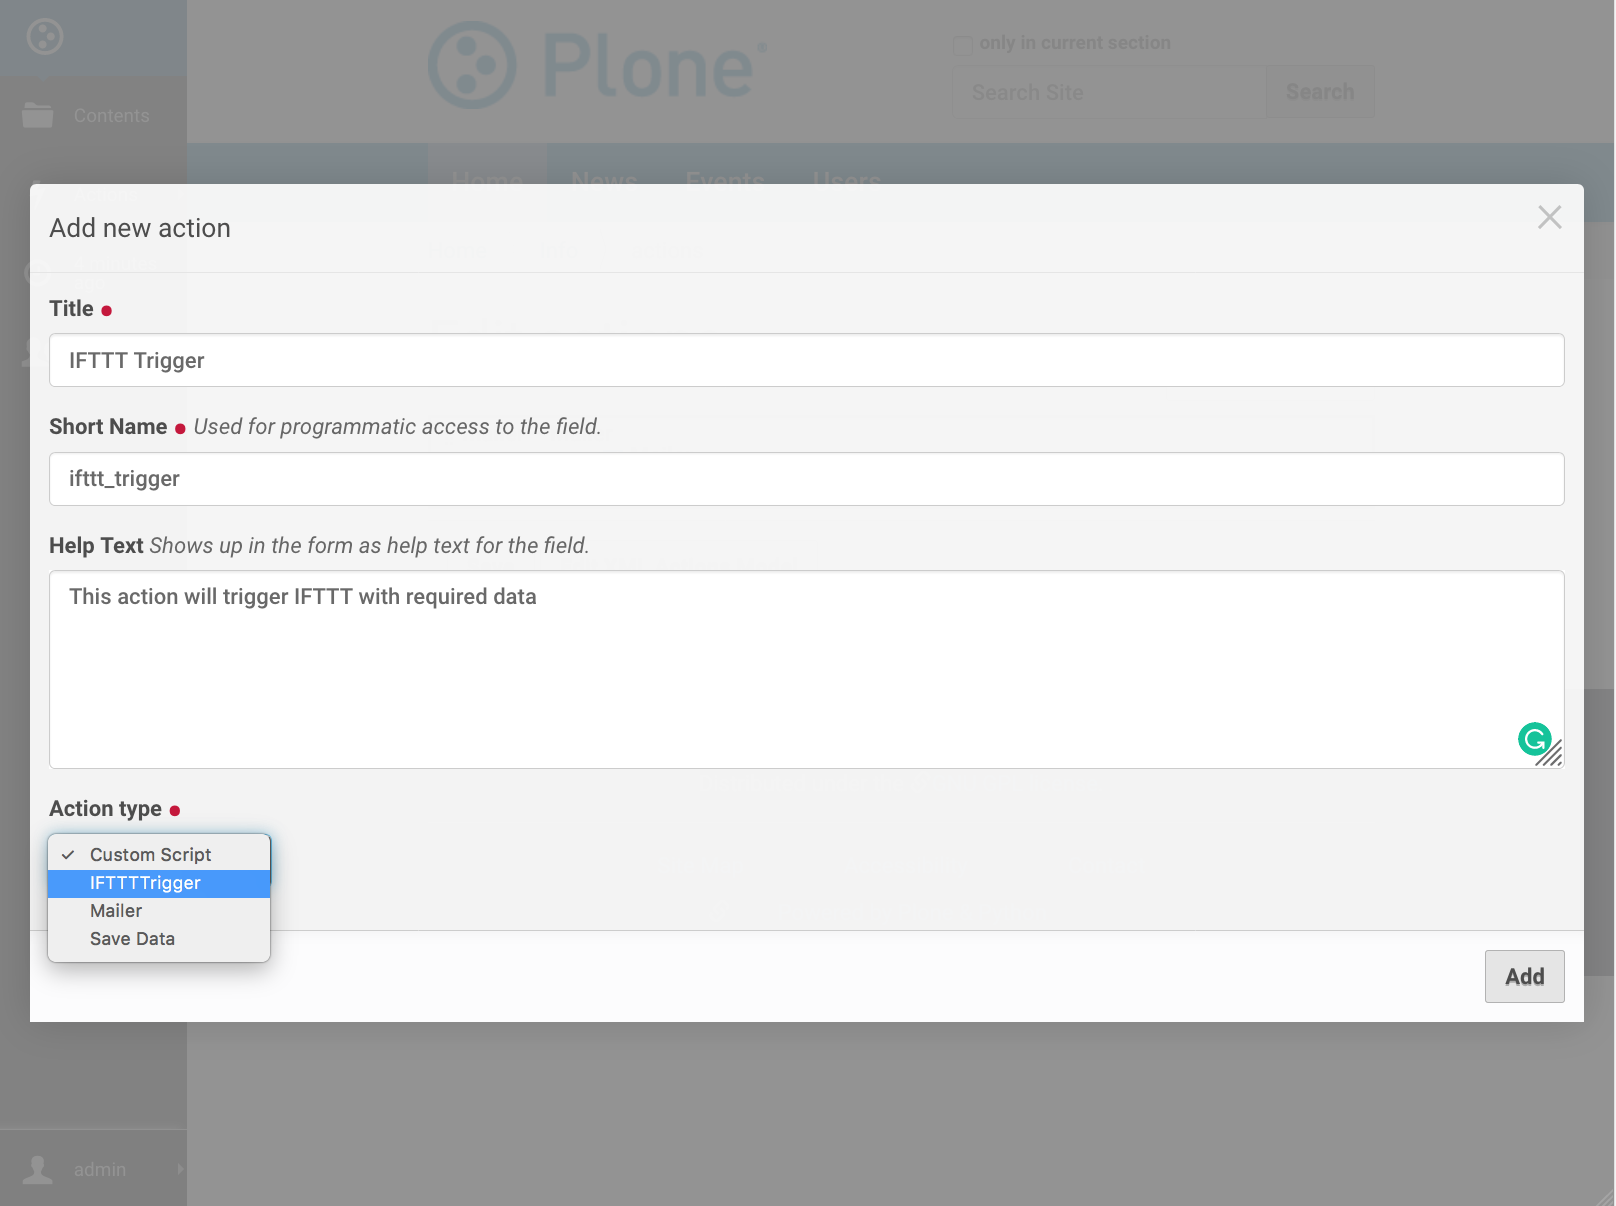 Plone®
only in current section
Search Site
Search
Contents
Home News Events Users
Add new action
Title
IFTTT Trigger
Short Name Used for programmatic access to the field.
ifttt_trigger
Help Text Shows up in the form as help text for the field.
This action will trigger IFTTT with required data
Action type
✓ Custom Script
IFTTTTrigger
Mailer
Save Data
Add
admin